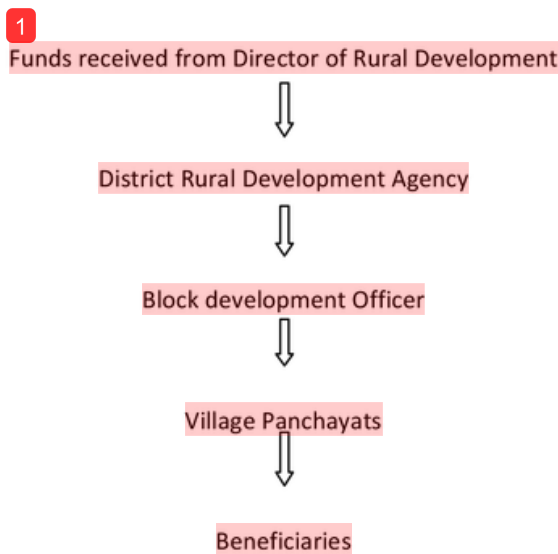 1
Funds received from Director of Rural Development
District Rural Development Agency
Block development Officer
Village Panchayats
Beneficiaries